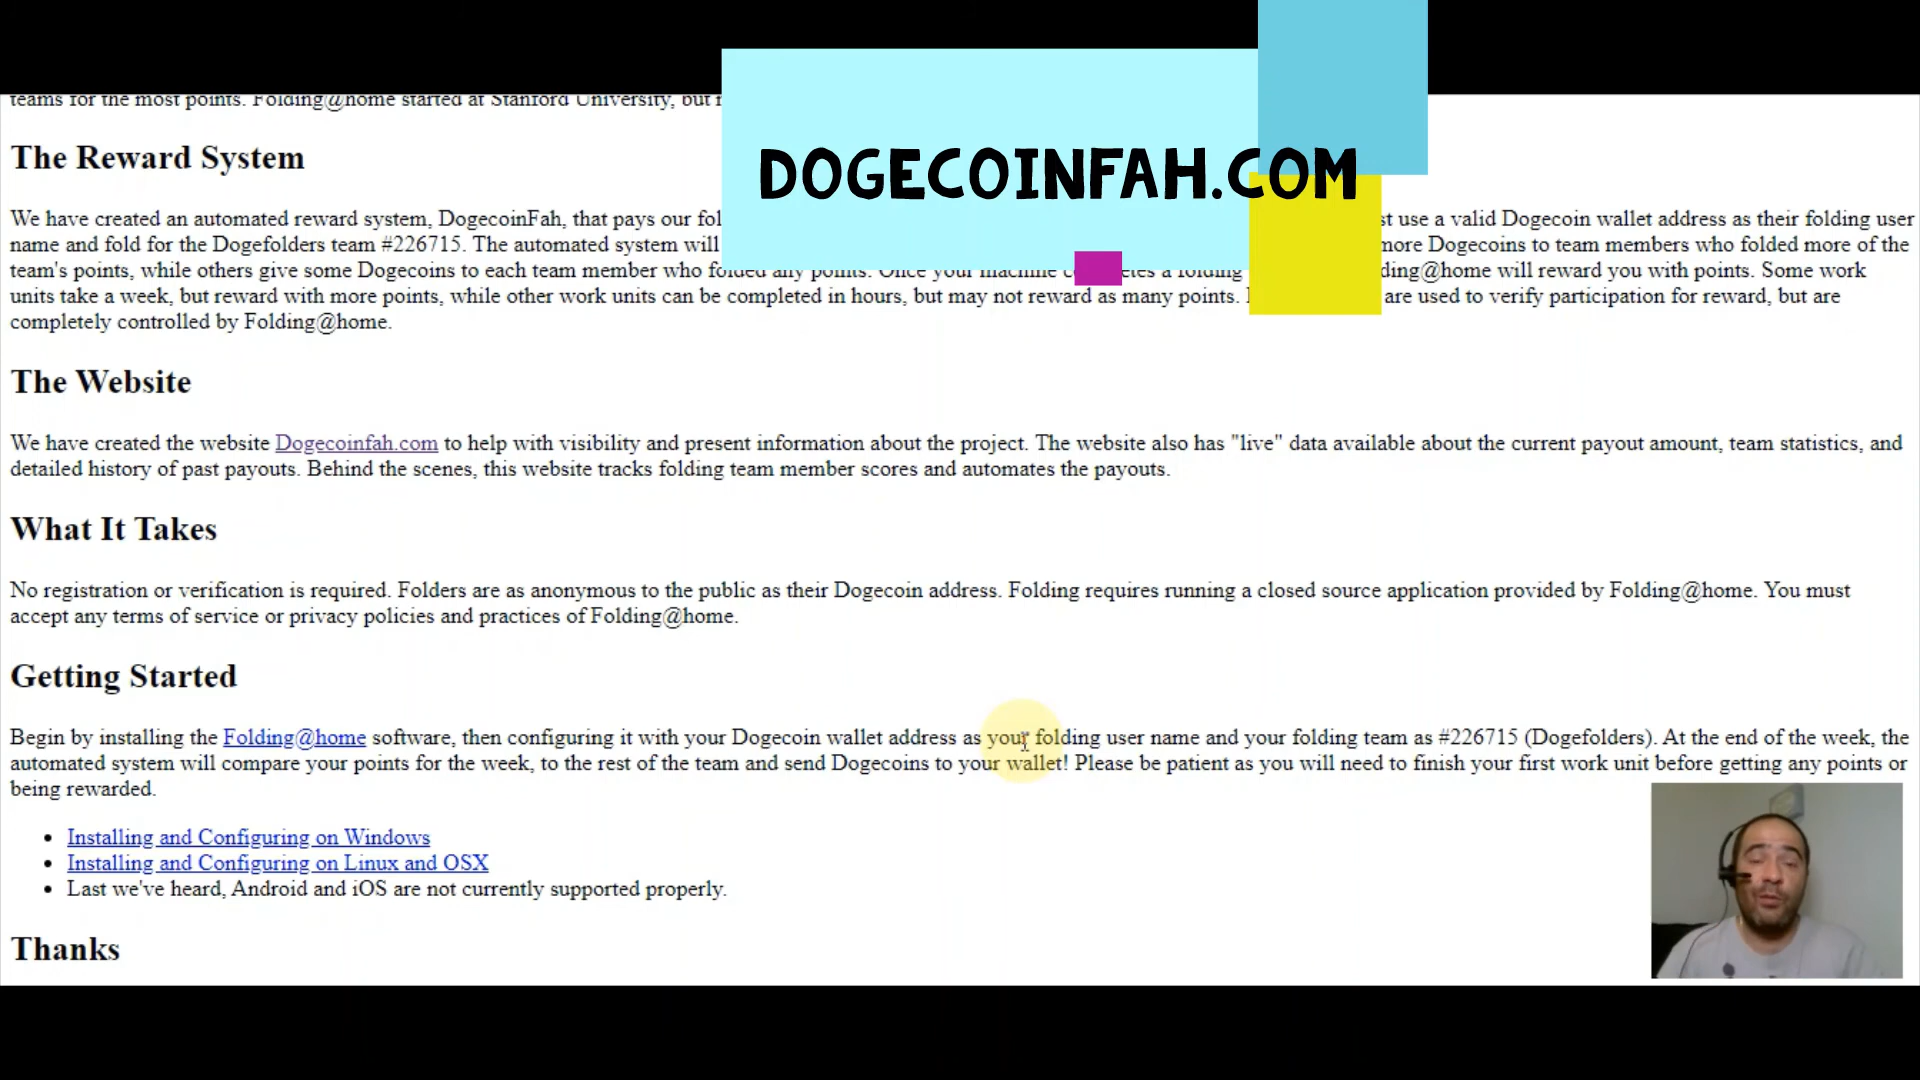 DOGECOINFAH.COM
teams for the most points. Folding@home started at Stanford University, but
The Reward System
We have created an automated reward system, DogecoinFah, that pays our fol st use a valid Dogecoin wallet address as their folding user
name and fold for the Dogefolders team #226715. The automated system will more Dogecoins to team members who folded more of the
team's points, while others give some Dogecoins to each team member who folded any points. Once your machine completes a folding ding@home will reward you with points. Some work
units take a week, but reward with more points, while other work units can be completed in hours, but may not reward as many points. are used to verify participation for reward, but are
completely controlled by Folding@home.
The Website
We have created the website Dogecoinfah.com to help with visibility and present information about the project. The website also has "live" data available about the current payout amount, team statistics, and
detailed history of past payouts. Behind the scenes, this website tracks folding team member scores and automates the payouts.
What It Takes
No registration or verification is required. Folders are as anonymous to the public as their Dogecoin address. Folding requires running a closed source application provided by Folding@home. You must
accept any terms of service or privacy policies and practices of Folding@home.
Getting Started
Begin by installing the Folding@home software, then configuring it with your Dogecoin wallet address as your folding user name and your folding team as #226715 (Dogefolders). At the end of the week, the
automated system will compare your points for the week, to the rest of the team and send Dogecoins to your wallet! Please be patient as you will need to finish your first work unit before getting any points or
being rewarded.
• Installing and Configuring on Windows
• Installing and Configuring on Linux and OSX
• Last we've heard, Android and iOS are not currently supported properly.
Thanks